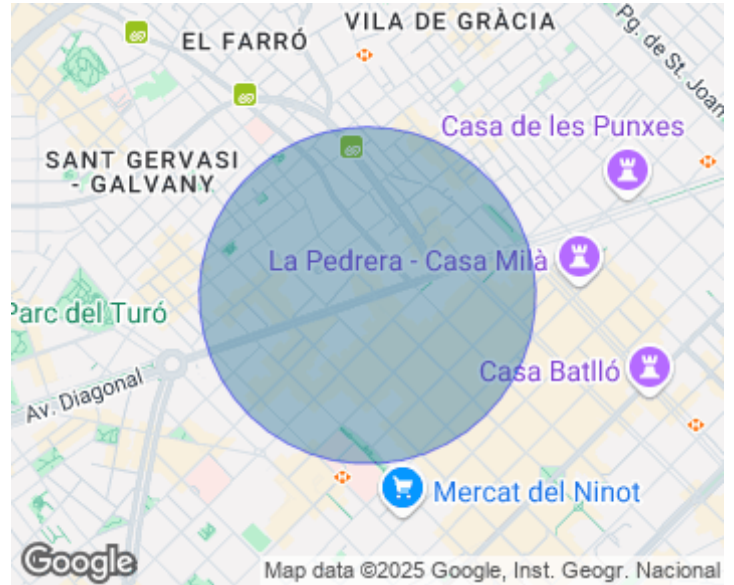 VILA DE GRÀCIA
EL FARRÓ
Pg. de St. Joan
Casa de les Punxes
SANT GERVASI
- GALVANY
La Pedrera - Casa Milà
Parc del Turó
Casa Batlló
Av. Diagonal
Mercat del Ninot
Google
Map data ©2025 Google, Inst. Geogr. Nacional